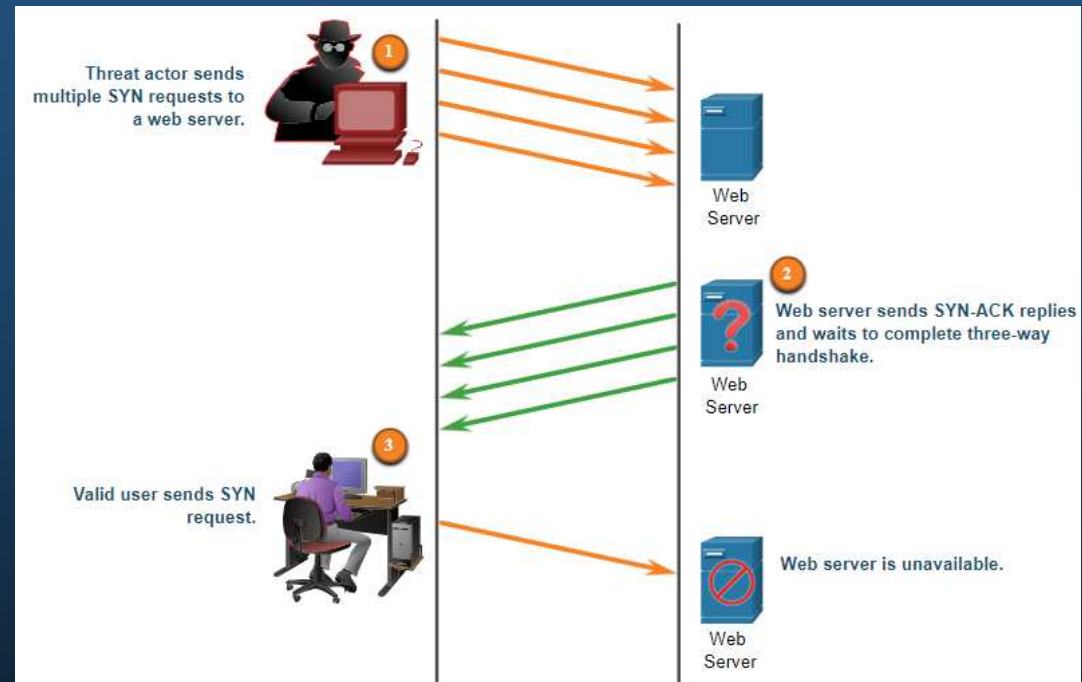 1
Threat actor sends
multiple SYN requests to
a web server.
Web
Server
2
Web server sends SYN-ACK replies
and waits to complete three-way
handshake.
Web
Server
3
Valid user sends SYN
request.
Web server is unavailable.
Web
Server